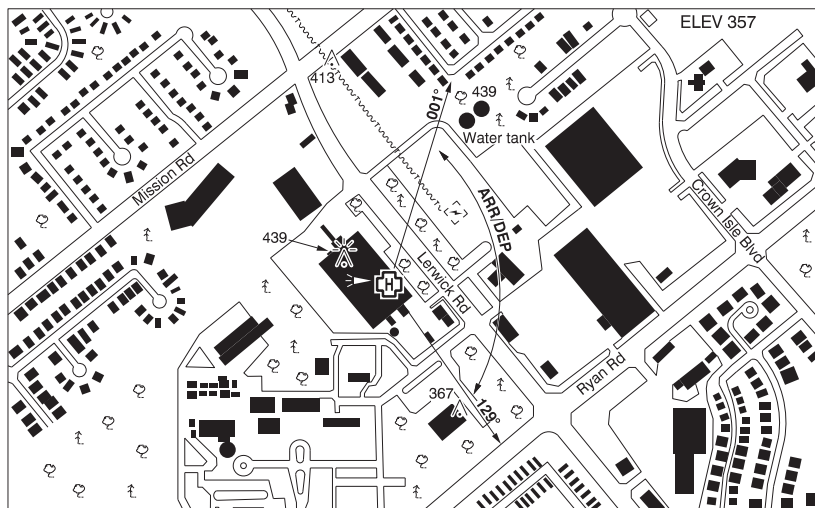 ELEV 357
413
439
Water tank
001°
Mission Rd
ARR/DEP
Crown Isle Blvd
439
H
Lerwick Rd
Ryan Rd
367
129°